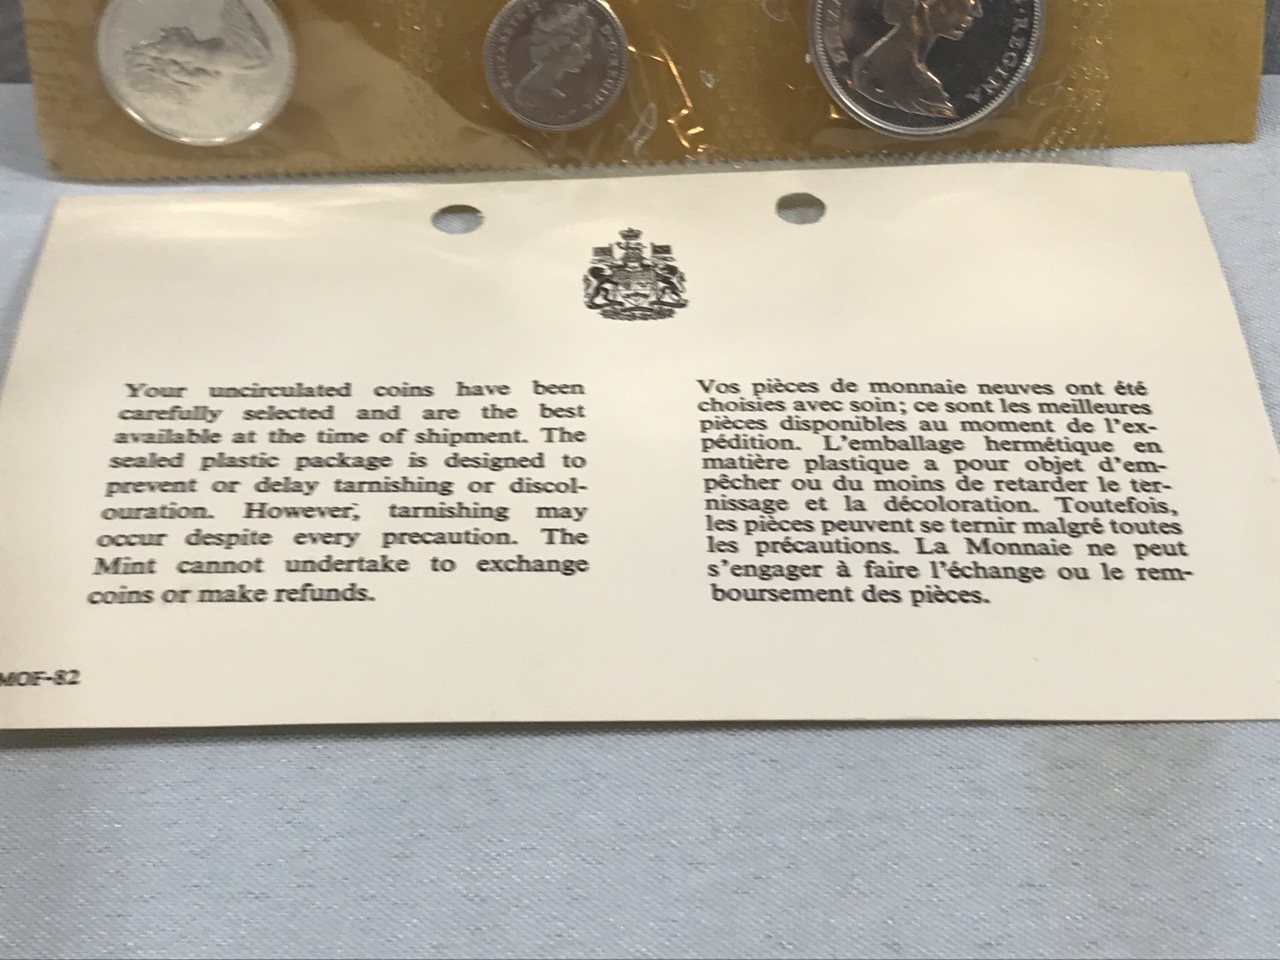 ELIZABETH II D·G·REGINA
REGINA
Your uncirculated coins have been
carefully selected and are the best
available at the time of shipment. The
sealed plastic package is designed to
prevent or delay tarnishing or discol-
ouration. However, tarnishing may
occur despite every precaution. The
Mint cannot undertake to exchange
coins or make refunds.
Vos pièces de monnaie neuves ont été
choisies avec soin; ce sont les meilleures
pièces disponibles au moment de l'ex-
pédition. L'emballage hermétique en
matière plastique a pour objet d'em-
pêcher ou du moins de retarder le ter-
nissage et la décoloration. Toutefois,
les pièces peuvent se ternir malgré toutes
les précautions. La Monnaie ne peut
s'engager à faire l'échange ou le rem-
boursement des pièces.
MOF-82